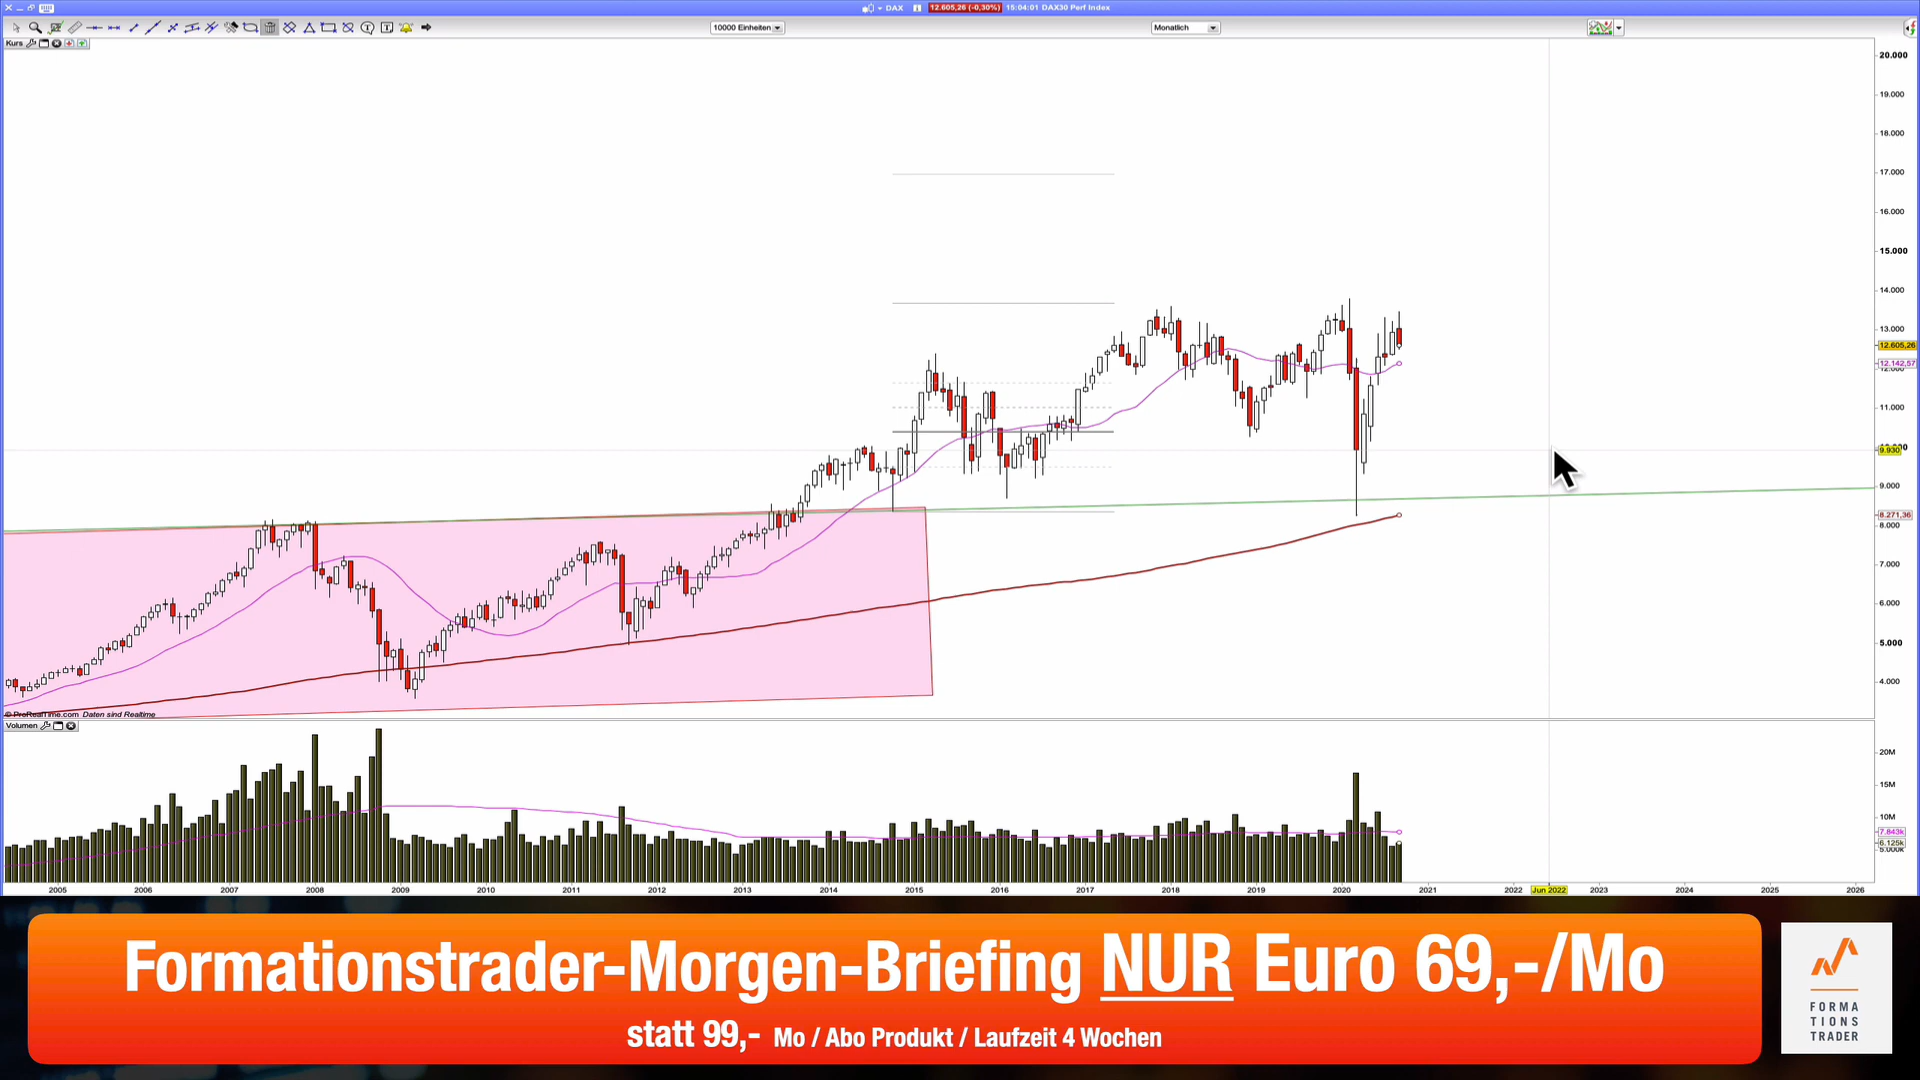 DAX 12.605,26 (-0,30%) 15:04:01 DAX30 Perf Index
10000 Einheiten
Monatlich
Kurs
20.000
19.000
18.000
17.000
16.000
15.000
14.000
13.000
12.605,26
12.142,57
11.000
9.930
9.000
8.271,36
8.000
7.000
6.000
5.000
4.000
© ProRealTime.com Daten sind Realtime
Volumen
20M
15M
10M
7.843k
6.125k
5.000k
2005 2006 2007 2008 2009 2010 2011 2012 2013 2014 2015 2016 2017 2018 2019 2020 2021 2022 Jun 2022 2023 2024 2025 2026
Formationstrader-Morgen-Briefing NUR Euro 69,-/Mo
statt 99,- Mo / Abo Produkt / Laufzeit 4 Wochen
FORMA
TIONS
TRADER